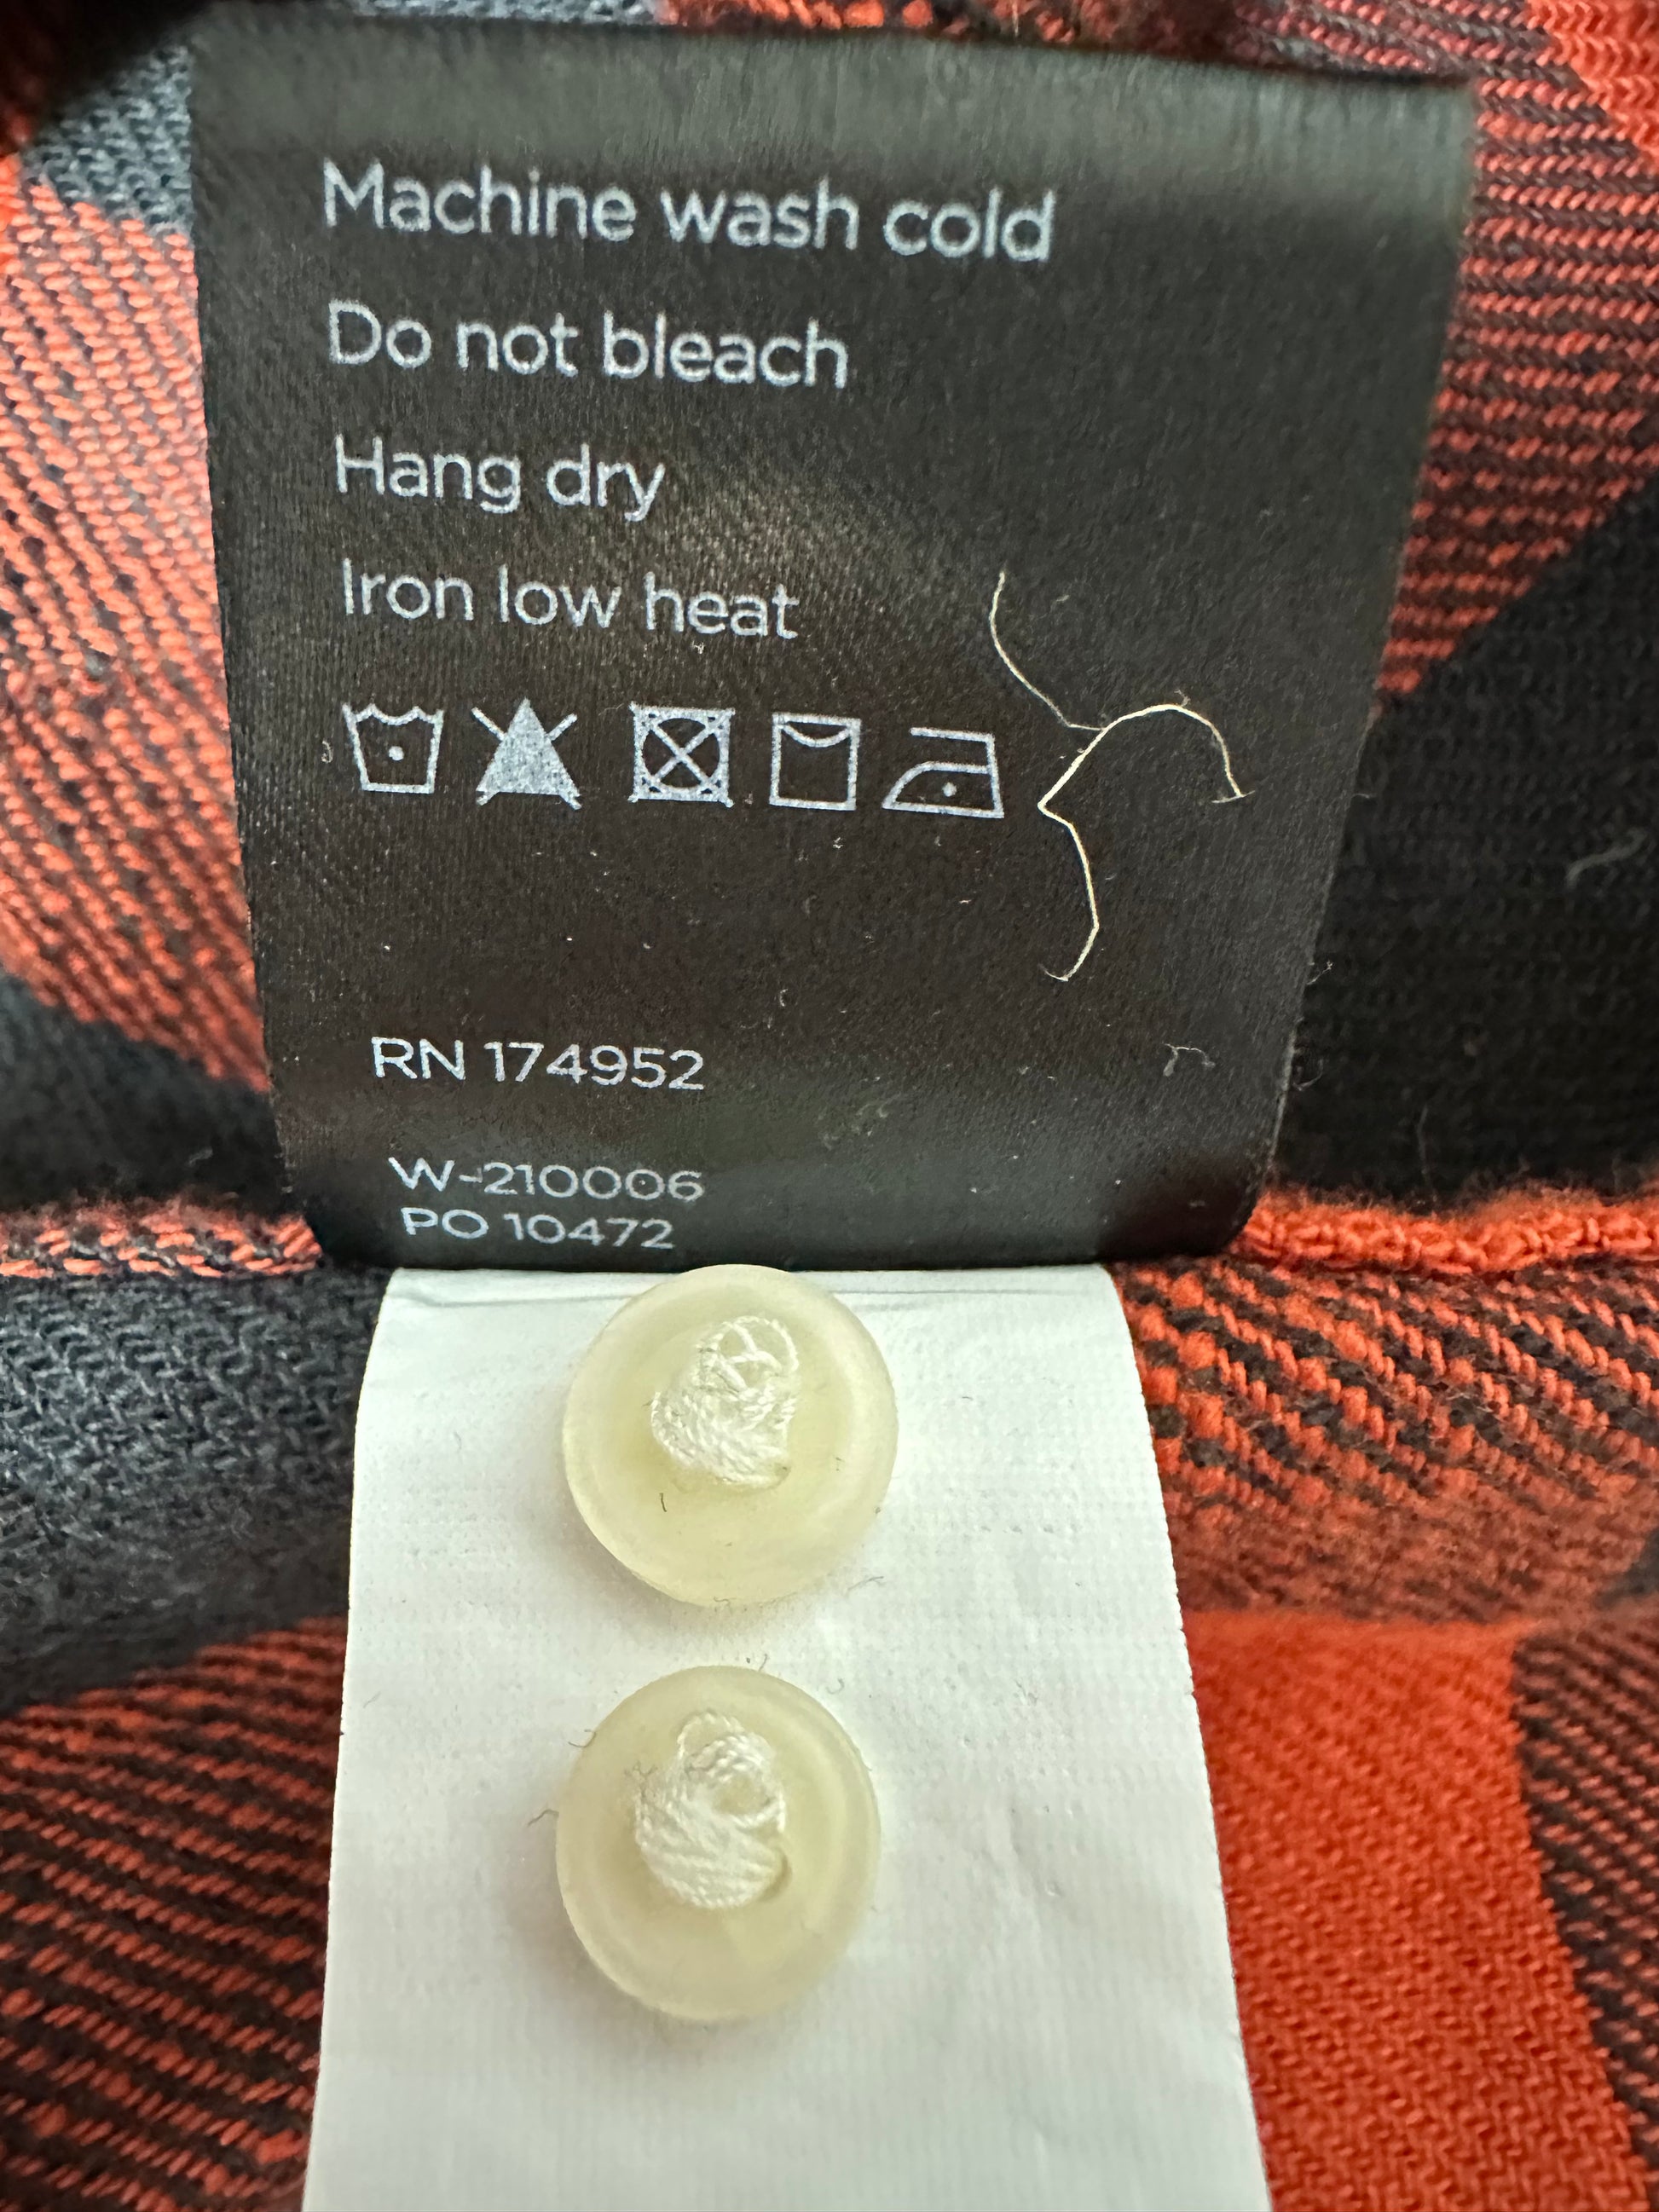 Machine wash cold
Do not bleach
Hang dry
Iron low heat
RN 174952
W-210006
PO 10472